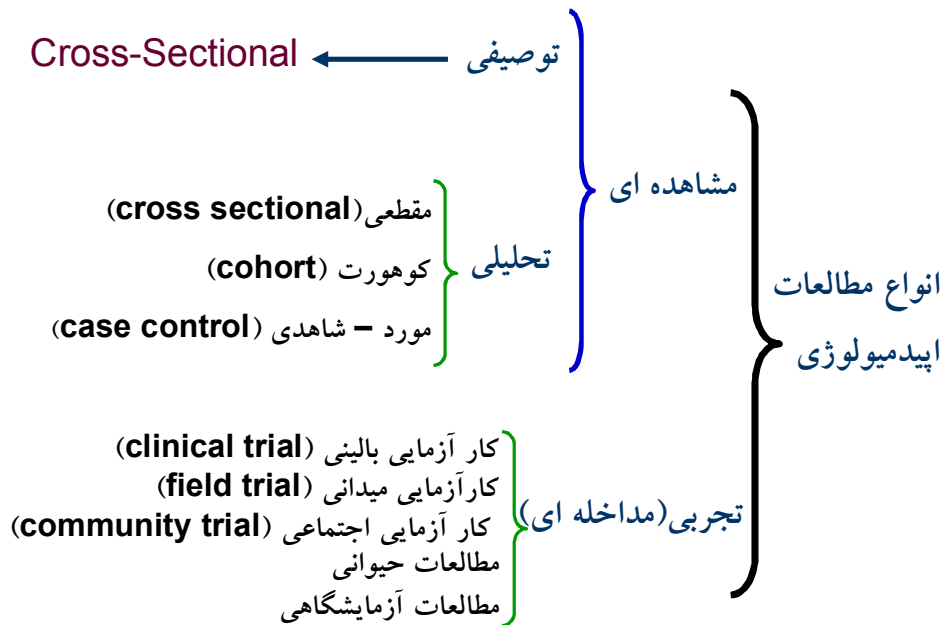 انواع مطالعات
اپیدمیولوژی
مشاهده ای
توصیفی
Cross-Sectional
تحلیلی
مقطعی(cross sectional)
کوهورت (cohort)
مورد – شاهدی (case control)
تجربی(مداخله ای)
کار آزمایی بالینی (clinical trial)
کارآزمایی میدانی (field trial)
کار آزمایی اجتماعی (community trial)
مطالعات حیوانی
مطالعات آزمایشگاهی